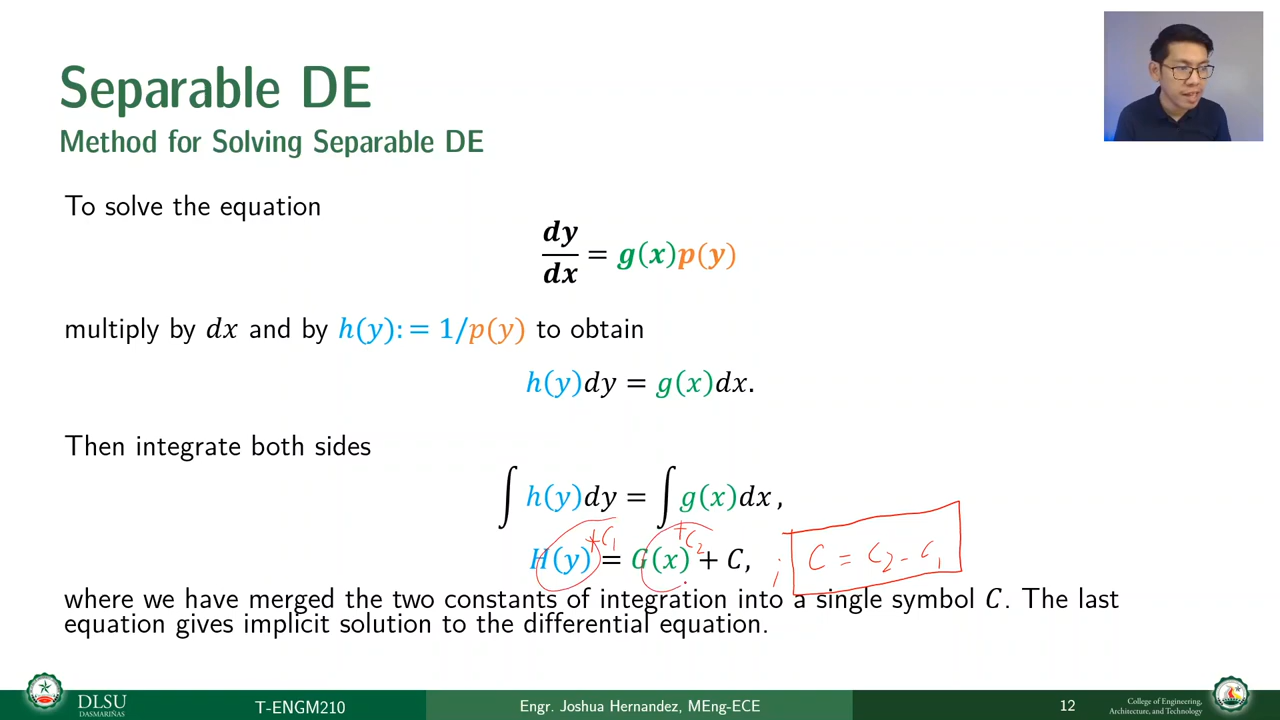 Separable DE
Method for Solving Separable DE
To solve the equation
dy/dx = g(x)p(y)
multiply by dx and by h(y):= 1/p(y) to obtain
h(y)dy = g(x)dx.
Then integrate both sides
∫ h(y)dy = ∫ g(x)dx ,
+C₁ +C₂
H(y) = G(x) + C, ; C = C₂ - C₁
where we have merged the two constants of integration into a single symbol C. The last
equation gives implicit solution to the differential equation.
DLSU
DASMARIÑAS
T-ENGM210
Engr. Joshua Hernandez, MEng-ECE
12
College of Engineering,
Architecture, and Technology